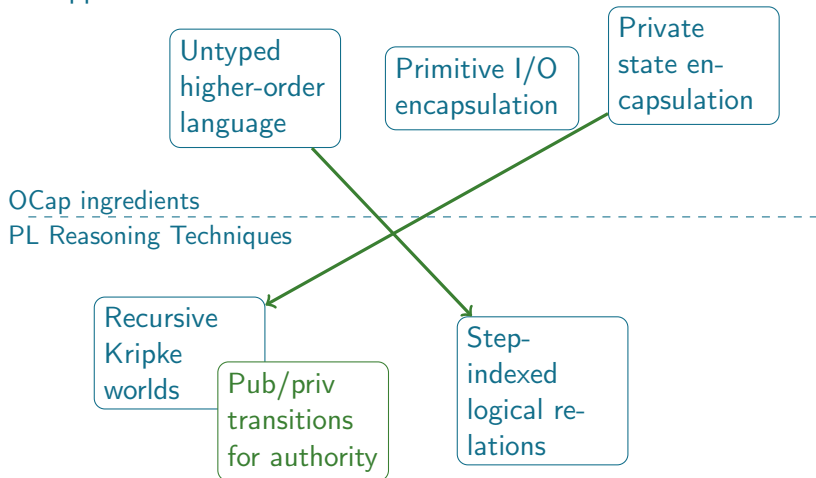 Untyped
higher-order
language
Primitive I/O
encapsulation
Private
state en-
capsulation
OCap ingredients
PL Reasoning Techniques
Recursive
Kripke
worlds
Pub/priv
transitions
for authority
Step-
indexed
logical re-
lations